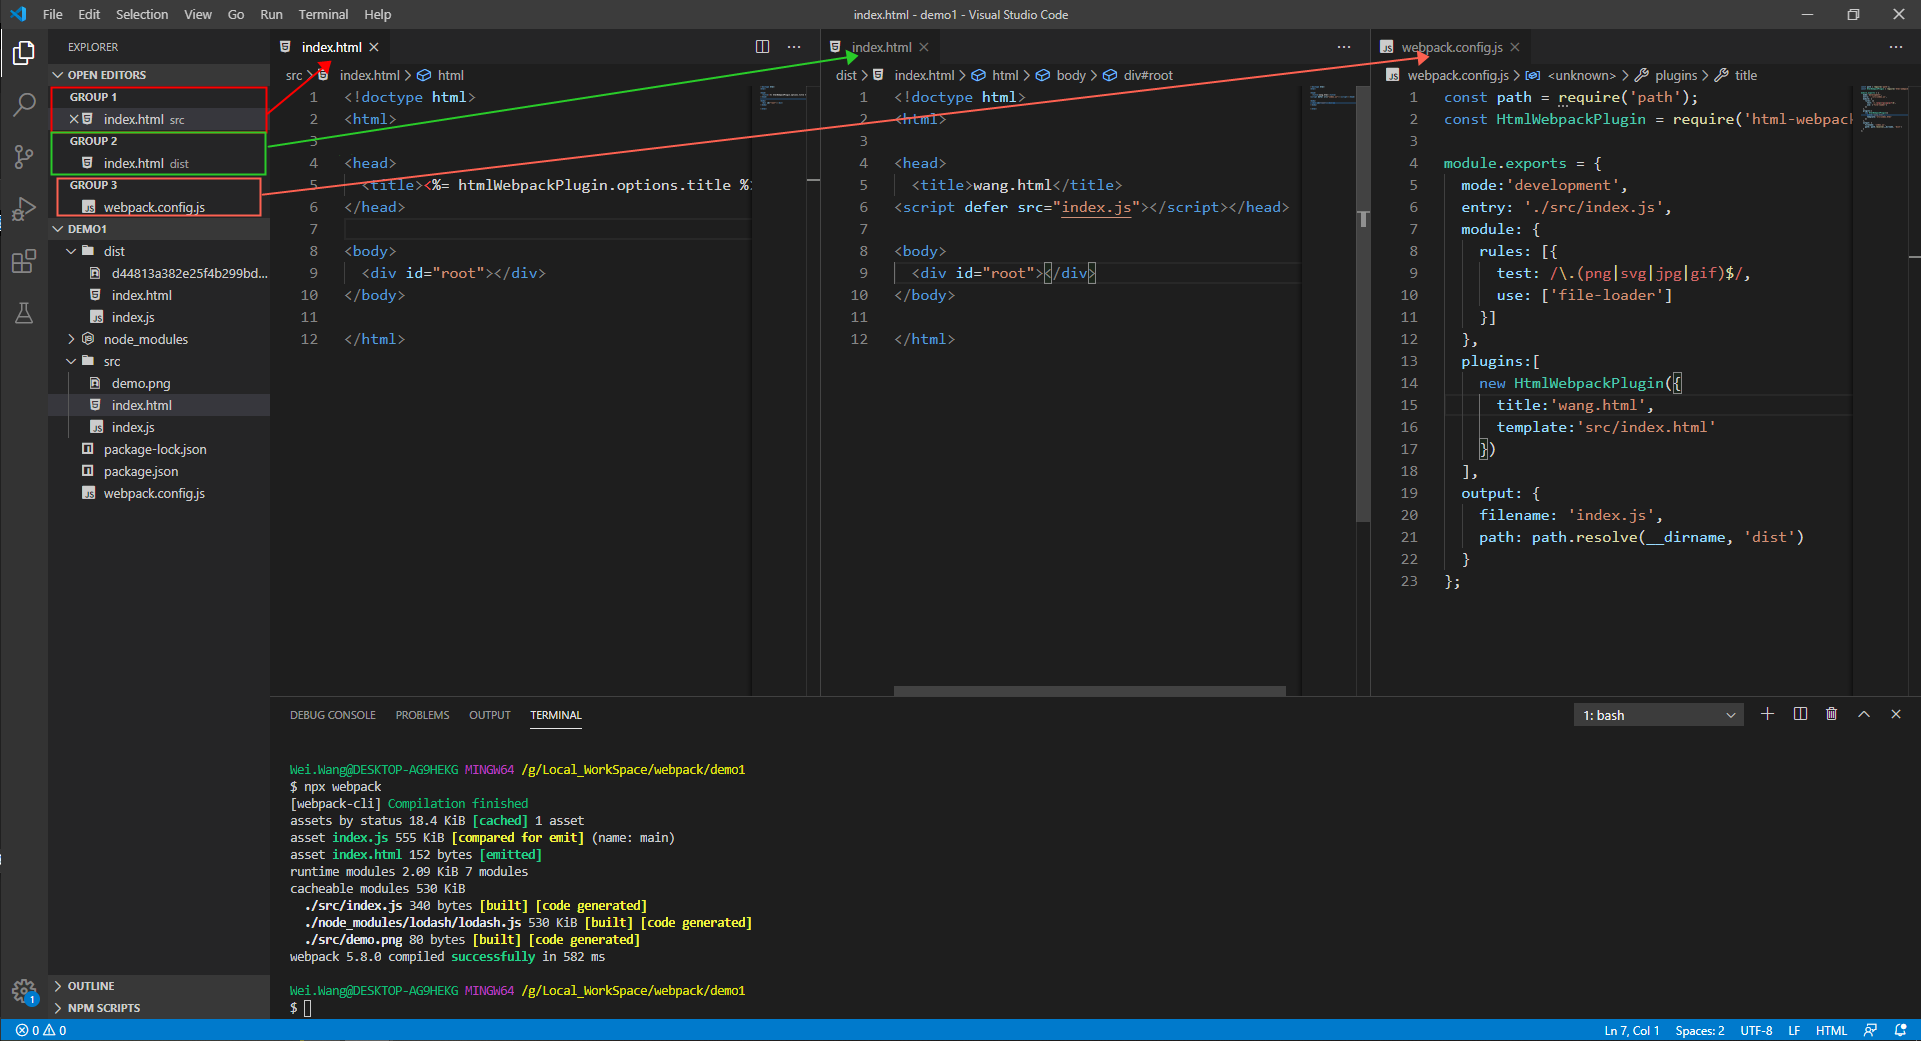 File Edit Selection View Go Run Terminal Help
index.html - demo1 - Visual Studio Code
EXPLORER
OPEN EDITORS
GROUP 1
index.html src
GROUP 2
index.html dist
GROUP 3
webpack.config.js
DEMO1
dist
d44813a382e25f4b299bd...
index.html
index.js
node_modules
src
demo.png
index.html
index.js
package-lock.json
package.json
webpack.config.js
OUTLINE
NPM SCRIPTS
index.html
src > index.html > html
1 <!doctype html>
2 <html>
3
4 <head>
5 <title><%= htmlWebpackPlugin.options.title %>
6 </head>
7
8 <body>
9 <div id="root"></div>
10 </body>
11
12 </html>
index.html
dist > index.html > html > body > div#root
1 <!doctype html>
2 <html>
3
4 <head>
5 <title>wang.html</title>
6 <script defer src="index.js"></script></head>
7
8 <body>
9 <div id="root"></div>
10 </body>
11
12 </html>
webpack.config.js
webpack.config.js > <unknown> > plugins > title
1 const path = require('path');
2 const HtmlWebpackPlugin = require('html-webpack
3
4 module.exports = {
5 mode:'development',
6 entry: './src/index.js',
7 module: {
8 rules: [{
9 test: /\.(png|svg|jpg|gif)$/,
10 use: ['file-loader']
11 }]
12 },
13 plugins:[
14 new HtmlWebpackPlugin({
15 title:'wang.html',
16 template:'src/index.html'
17 })
18 ],
19 output: {
20 filename: 'index.js',
21 path: path.resolve(__dirname, 'dist')
22 }
23 };
DEBUG CONSOLE PROBLEMS OUTPUT TERMINAL
1: bash
Wei.Wang@DESKTOP-AG9HEKG MINGW64 /g/Local_WorkSpace/webpack/demo1
$ npx webpack
[webpack-cli] Compilation finished
assets by status 18.4 KiB [cached] 1 asset
asset index.js 555 KiB [compared for emit] (name: main)
asset index.html 152 bytes [emitted]
runtime modules 2.09 KiB 7 modules
cacheable modules 530 KiB
./src/index.js 340 bytes [built] [code generated]
./node_modules/lodash/lodash.js 530 KiB [built] [code generated]
./src/demo.png 80 bytes [built] [code generated]
webpack 5.8.0 compiled successfully in 582 ms
Wei.Wang@DESKTOP-AG9HEKG MINGW64 /g/Local_WorkSpace/webpack/demo1
$
1
0 0
Ln 7, Col 1 Spaces: 2 UTF-8 LF HTML